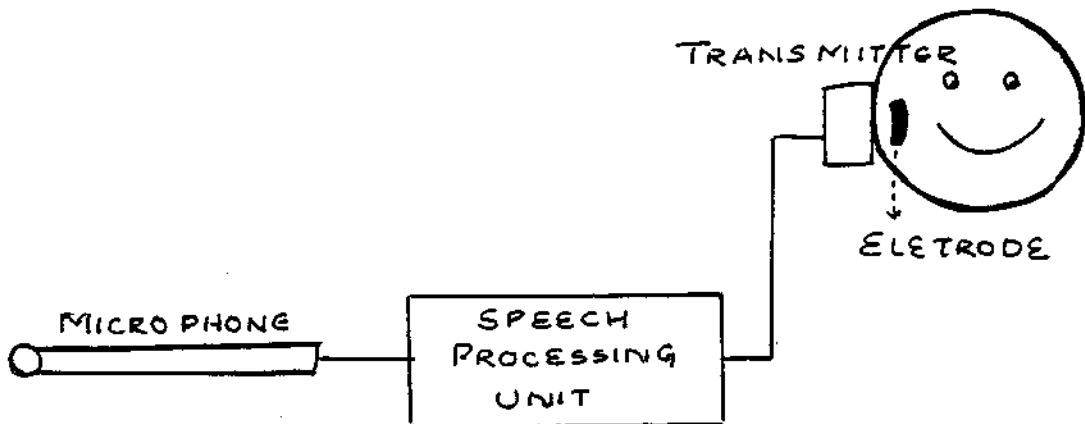 TRANSMITTER
ELETRODE
MICROPHONE
SPEECH
PROCESSING
UNIT